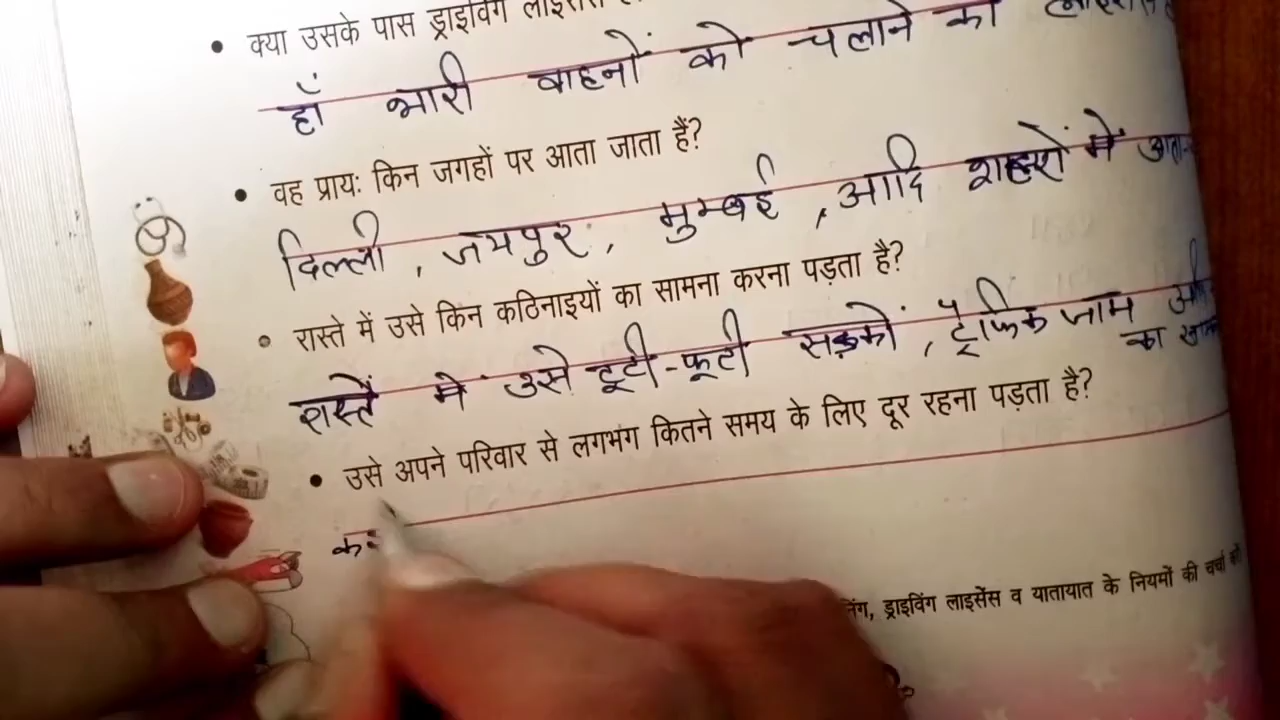 क्या उसके पास ड्राइविंग लाइसेंस
हाँ भारी वाहनों को चलाने का
वह प्रायः किन जगहों पर आता जाता हैं?
दिल्ली , जयपुर , मुम्बई , आदि शहरों में
रास्ते में उसे किन कठिनाइयों का सामना करना पड़ता है?
रास्तें मे उसे टूटी-फूटी सड़कों , ट्रैफिक जाम
का
उसे अपने परिवार से लगभग कितने समय के लिए दूर रहना पड़ता है?
ड्राइविंग लाइसेंस व यातायात के नियमों की चर्चा